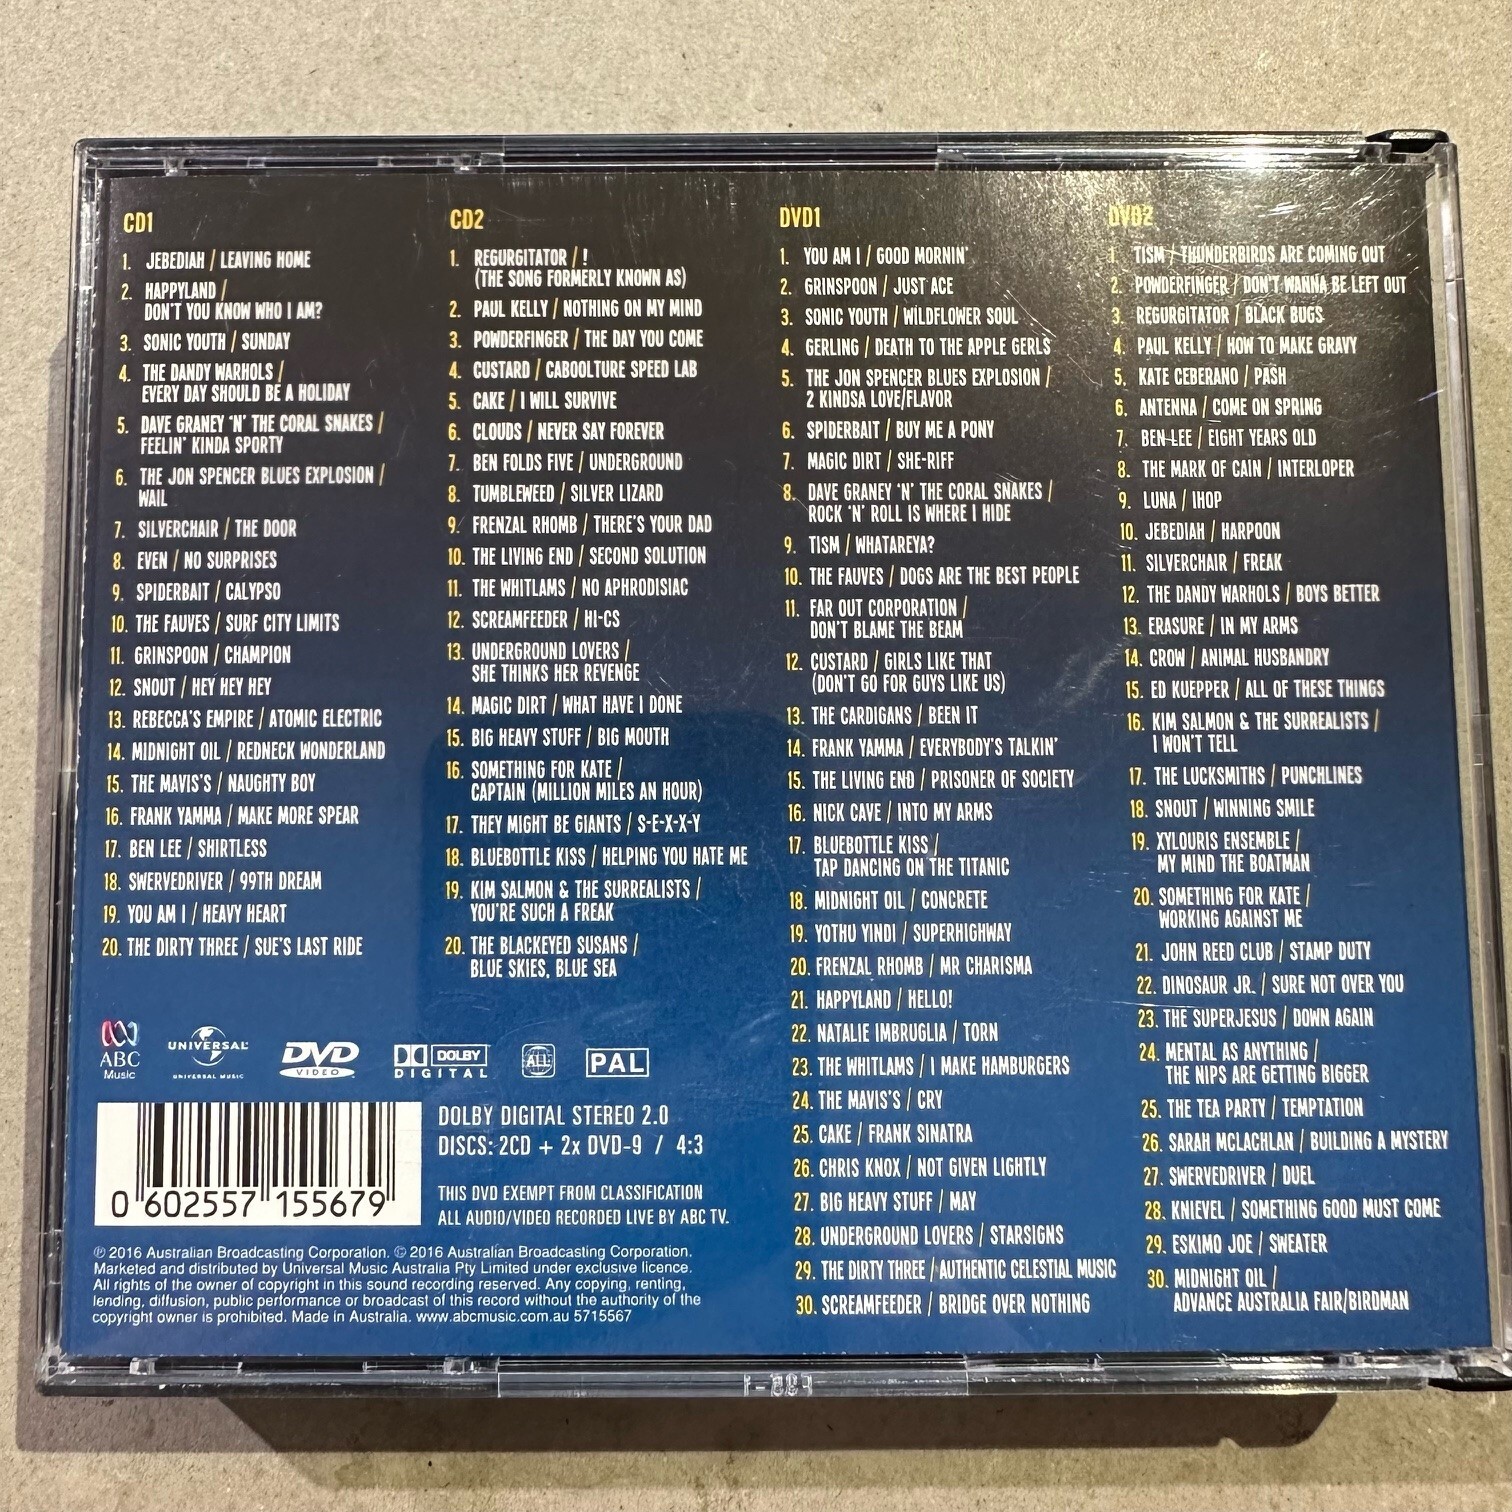 CD1
1. JEBEDIAH / LEAVING HOME
2. HAPPYLAND /
DON'T YOU KNOW WHO I AM?
3. SONIC YOUTH / SUNDAY
4. THE DANDY WARHOLS /
EVERY DAY SHOULD BE A HOLIDAY
5. DAVE GRANEY 'N' THE CORAL SNAKES /
FEELIN' KINDA SPORTY
6. THE JON SPENCER BLUES EXPLOSION /
WAIL
7. SILVERCHAIR / THE DOOR
8. EVEN / NO SURPRISES
9. SPIDERBAIT / CALYPSO
10. THE FAUVES / SURF CITY LIMITS
11. GRINSPOON / CHAMPION
12. SNOUT / HEY HEY HEY
13. REBECCA'S EMPIRE / ATOMIC ELECTRIC
14. MIDNIGHT OIL / REDNECK WONDERLAND
15. THE MAVIS'S / NAUGHTY BOY
16. FRANK YAMMA / MAKE MORE SPEAR
17. BEN LEE / SHIRTLESS
18. SWERVEDRIVER / 99TH DREAM
19. YOU AM I / HEAVY HEART
20. THE DIRTY THREE / SUE'S LAST RIDE
CD2
1. REGURGITATOR / !
(THE SONG FORMERLY KNOWN AS)
2. PAUL KELLY / NOTHING ON MY MIND
3. POWDERFINGER / THE DAY YOU COME
4. CUSTARD / CABOOLTURE SPEED LAB
5. CAKE / I WILL SURVIVE
6. CLOUDS / NEVER SAY FOREVER
7. BEN FOLDS FIVE / UNDERGROUND
8. TUMBLEWEED / SILVER LIZARD
9. FRENZAL RHOMB / THERE'S YOUR DAD
10. THE LIVING END / SECOND SOLUTION
11. THE WHITLAMS / NO APHRODISIAC
12. SCREAMFEEDER / HI-CS
13. UNDERGROUND LOVERS /
SHE THINKS HER REVENGE
14. MAGIC DIRT / WHAT HAVE I DONE
15. BIG HEAVY STUFF / BIG MOUTH
16. SOMETHING FOR KATE /
CAPTAIN (MILLION MILES AN HOUR)
17. THEY MIGHT BE GIANTS / S-E-X-X-Y
18. BLUEBOTTLE KISS / HELPING YOU HATE ME
19. KIM SALMON & THE SURREALISTS /
YOU'RE SUCH A FREAK
20. THE BLACKEYED SUSANS /
BLUE SKIES, BLUE SEA
DVD1
1. YOU AM I / GOOD MORNIN'
2. GRINSPOON / JUST ACE
3. SONIC YOUTH / WILDFLOWER SOUL
4. GERLING / DEATH TO THE APPLE GERLS
5. THE JON SPENCER BLUES EXPLOSION /
2 KINDSA LOVE/FLAVOR
6. SPIDERBAIT / BUY ME A PONY
7. MAGIC DIRT / SHE-RIFF
8. DAVE GRANEY 'N' THE CORAL SNAKES /
ROCK 'N' ROLL IS WHERE I HIDE
9. TISM / WHATAREYA?
10. THE FAUVES / DOGS ARE THE BEST PEOPLE
11. FAR OUT CORPORATION /
DON'T BLAME THE BEAM
12. CUSTARD / GIRLS LIKE THAT
(DON'T GO FOR GUYS LIKE US)
13. THE CARDIGANS / BEEN IT
14. FRANK YAMMA / EVERYBODY'S TALKIN'
15. THE LIVING END / PRISONER OF SOCIETY
16. NICK CAVE / INTO MY ARMS
17. BLUEBOTTLE KISS /
TAP DANCING ON THE TITANIC
18. MIDNIGHT OIL / CONCRETE
19. YOTHU YINDI / SUPERHIGHWAY
20. FRENZAL RHOMB / MR CHARISMA
21. HAPPYLAND / HELLO!
22. NATALIE IMBRUGLIA / TORN
23. THE WHITLAMS / I MAKE HAMBURGERS
24. THE MAVIS'S / CRY
25. CAKE / FRANK SINATRA
26. CHRIS KNOX / NOT GIVEN LIGHTLY
27. BIG HEAVY STUFF / MAY
28. UNDERGROUND LOVERS / STARSIGNS
29. THE DIRTY THREE / AUTHENTIC CELESTIAL MUSIC
30. SCREAMFEEDER / BRIDGE OVER NOTHING
DVD2
1. TISM / THUNDERBIRDS ARE COMING OUT
2. POWDERFINGER / DON'T WANNA BE LEFT OUT
3. REGURGITATOR / BLACK BUGS
4. PAUL KELLY / HOW TO MAKE GRAVY
5. KATE CEBERANO / PASH
6. ANTENNA / COME ON SPRING
7. BEN LEE / EIGHT YEARS OLD
8. THE MARK OF CAIN / INTERLOPER
9. LUNA / IHOP
10. JEBEDIAH / HARPOON
11. SILVERCHAIR / FREAK
12. THE DANDY WARHOLS / BOYS BETTER
13. ERASURE / IN MY ARMS
14. CROW / ANIMAL HUSBANDRY
15. ED KUEPPER / ALL OF THESE THINGS
16. KIM SALMON & THE SURREALISTS /
I WON'T TELL
17. THE LUCKSMITHS / PUNCHLINES
18. SNOUT / WINNING SMILE
19. XYLOURIS ENSEMBLE /
MY MIND THE BOATMAN
20. SOMETHING FOR KATE /
WORKING AGAINST ME
21. JOHN REED CLUB / STAMP DUTY
22. DINOSAUR JR. / SURE NOT OVER YOU
23. THE SUPERJESUS / DOWN AGAIN
24. MENTAL AS ANYTHING /
THE NIPS ARE GETTING BIGGER
25. THE TEA PARTY / TEMPTATION
26. SARAH MCLACHLAN / BUILDING A MYSTERY
27. SWERVEDRIVER / DUEL
28. KNIEVEL / SOMETHING GOOD MUST COME
29. ESKIMO JOE / SWEATER
30. MIDNIGHT OIL /
ADVANCE AUSTRALIA FAIR/BIRDMAN
ABC
Music
UNIVERSAL
UNIVERSAL MUSIC
DVD
VIDEO
DOLBY
DIGITAL
ALL
PAL
0 602557 155679
DOLBY DIGITAL STEREO 2.0
DISCS: 2CD + 2x DVD-9 / 4:3
THIS DVD EXEMPT FROM CLASSIFICATION
ALL AUDIO/VIDEO RECORDED LIVE BY ABC TV.
℗ 2016 Australian Broadcasting Corporation. © 2016 Australian Broadcasting Corporation.
Marketed and distributed by Universal Music Australia Pty Limited under exclusive licence.
All rights of the owner of copyright in this sound recording reserved. Any copying, renting,
lending, diffusion, public performance or broadcast of this record without the authority of the
copyright owner is prohibited. Made in Australia. www.abcmusic.com.au 5715567